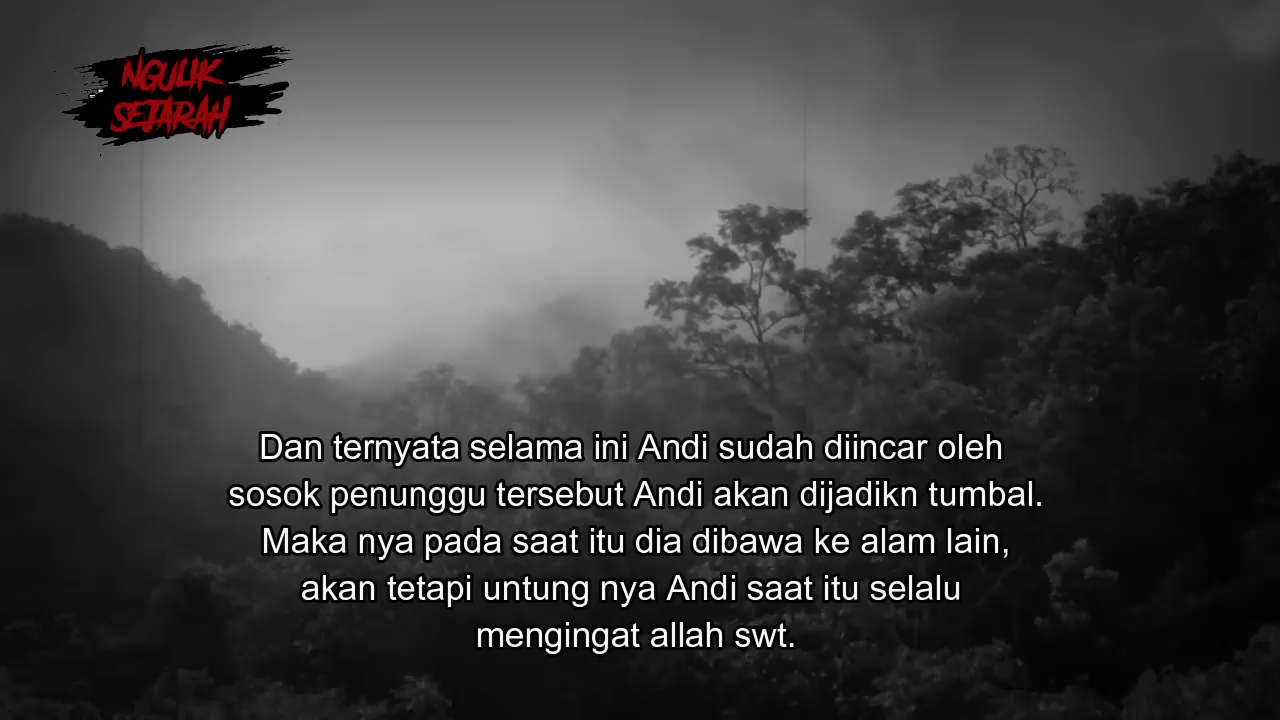 NGULIK
SEJARAH
Dan ternyata selama ini Andi sudah diincar oleh
sosok penunggu tersebut Andi akan dijadikn tumbal.
Maka nya pada saat itu dia dibawa ke alam lain,
akan tetapi untung nya Andi saat itu selalu
mengingat allah swt.